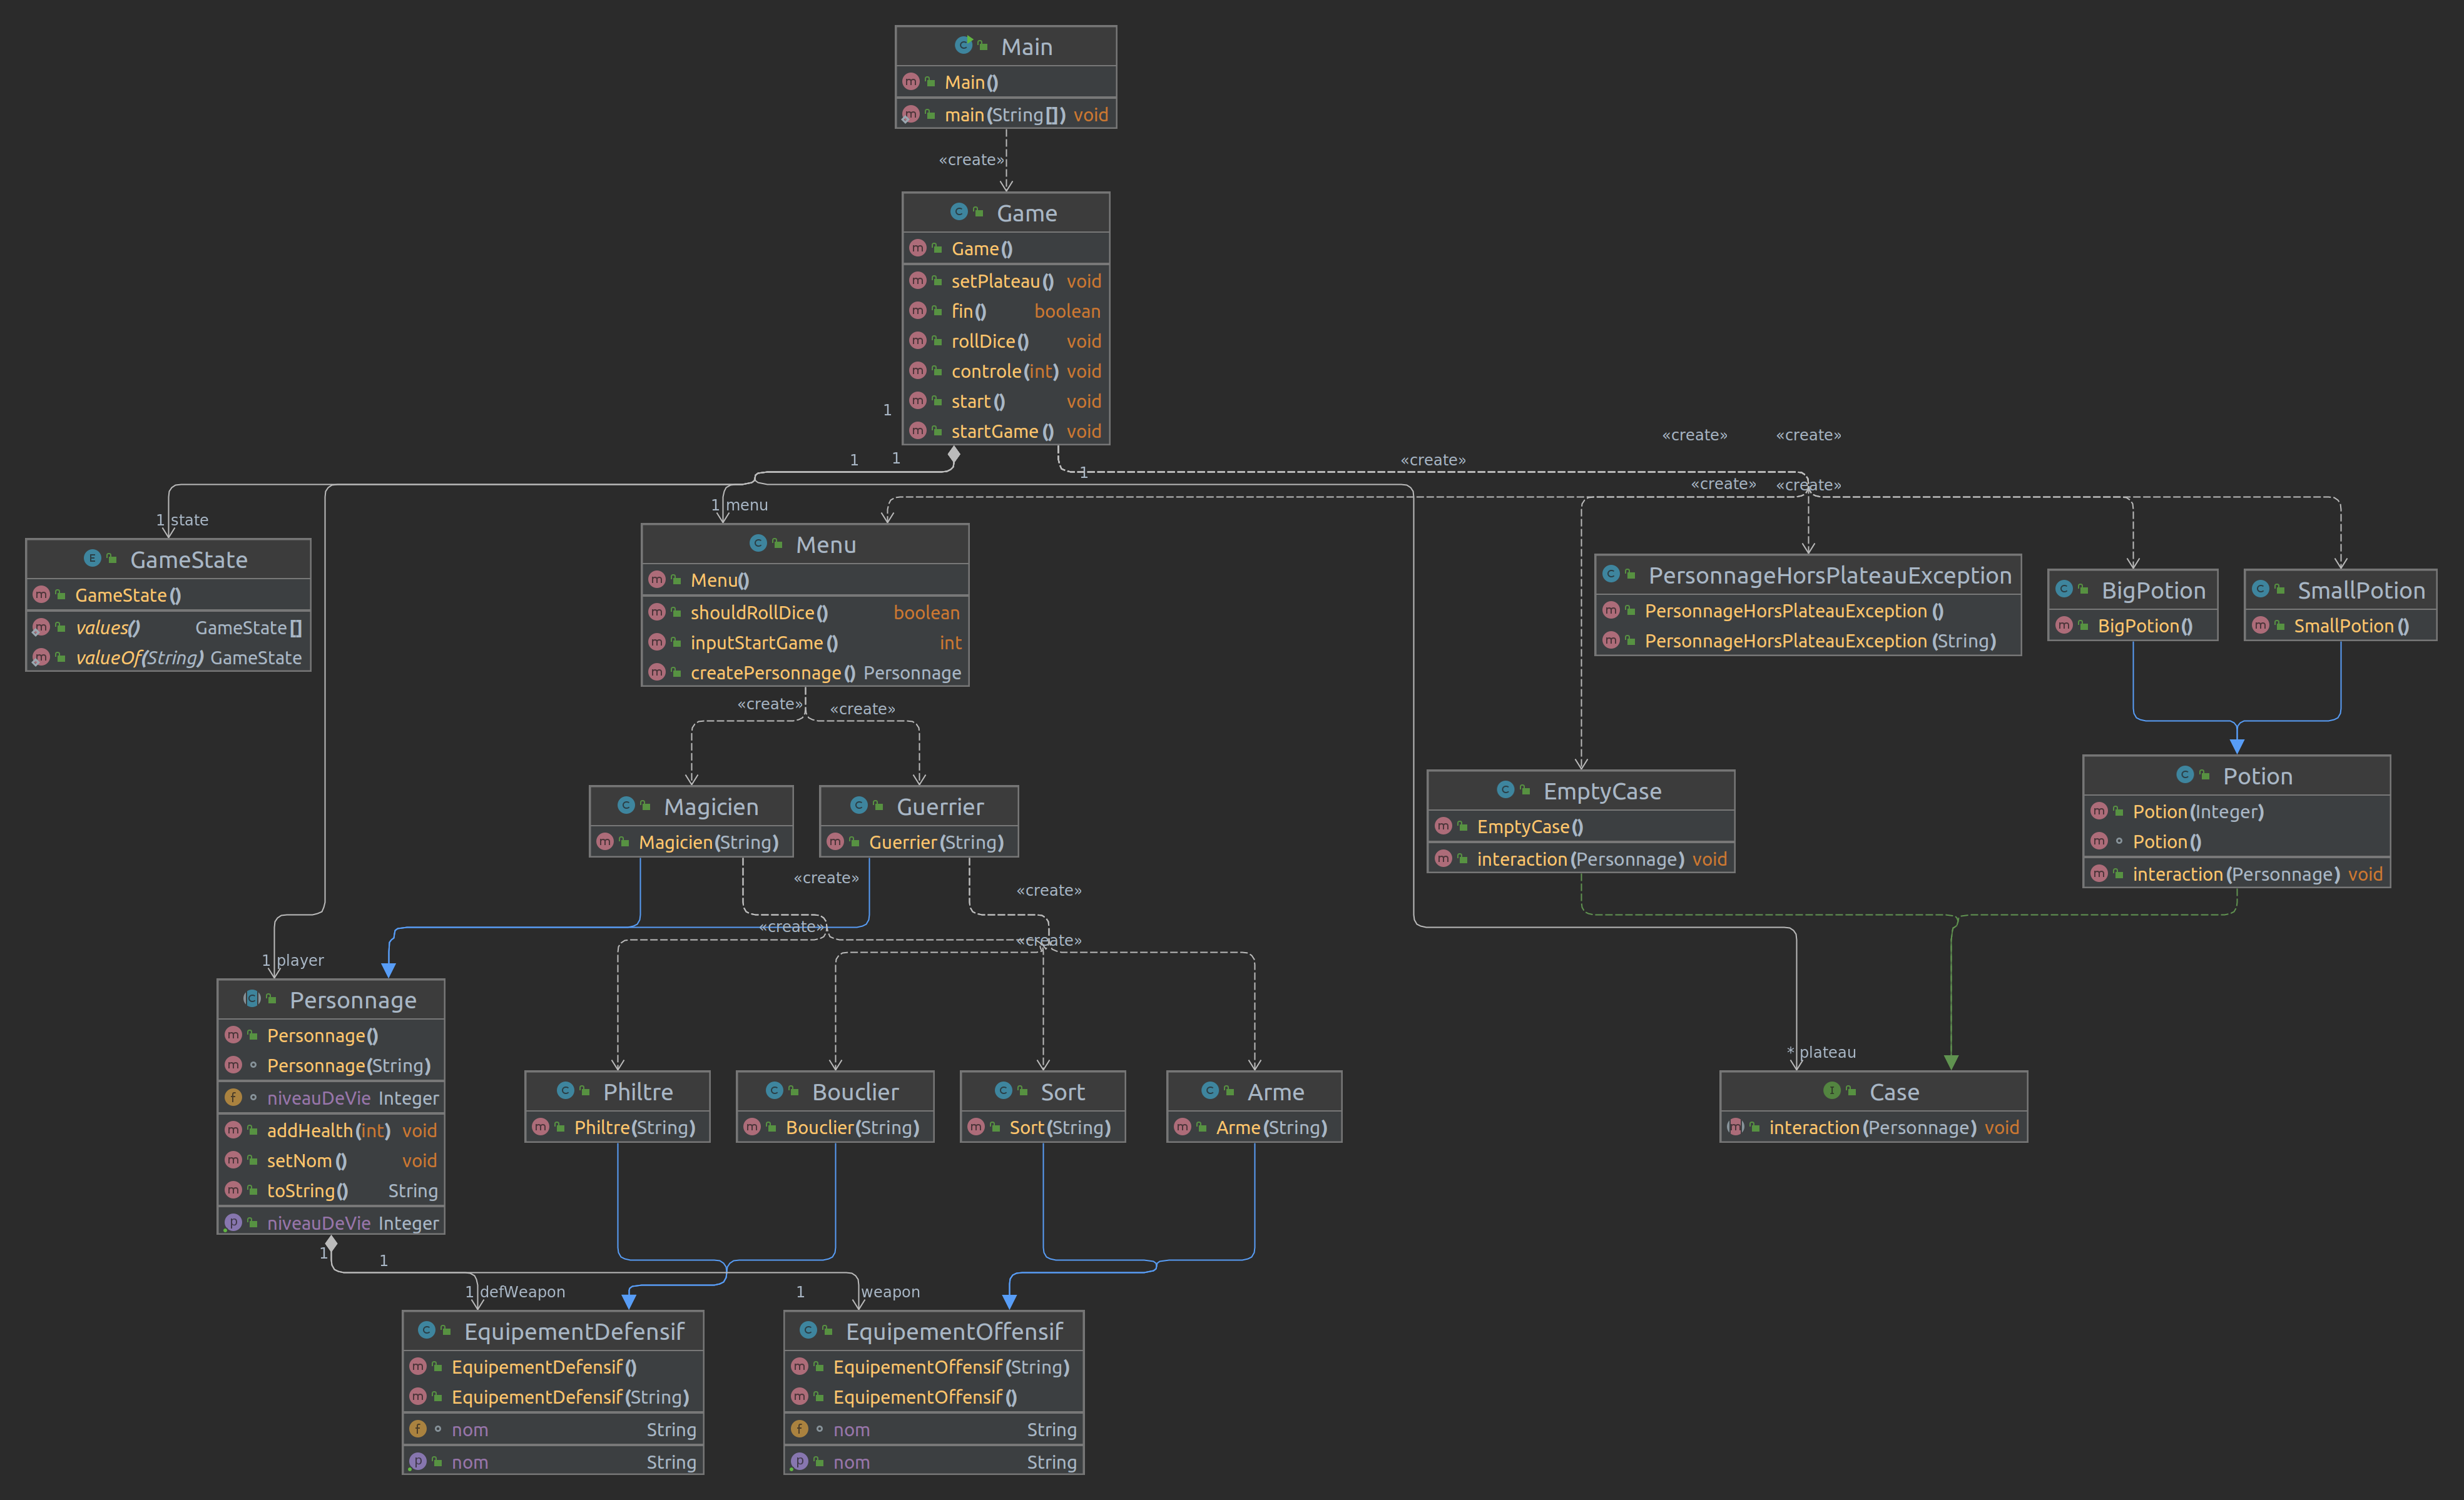 Main
Main()
main(String[]) void
«create»
Game
Game()
setPlateau() void
fin() boolean
rollDice() void
controle(int) void
start() void
startGame() void
1
1
1
1
«create»
«create»
«create»
«create»
«create»
1 state
1 menu
GameState
GameState()
values() GameState[]
valueOf(String) GameState
Menu
Menu()
shouldRollDice() boolean
inputStartGame() int
createPersonnage() Personnage
PersonnageHorsPlateauException
PersonnageHorsPlateauException()
PersonnageHorsPlateauException(String)
BigPotion
BigPotion()
SmallPotion
SmallPotion()
«create»
«create»
Magicien
Magicien(String)
Guerrier
Guerrier(String)
EmptyCase
EmptyCase()
interaction(Personnage) void
Potion
Potion(Integer)
Potion()
interaction(Personnage) void
«create»
«create»
«create»
«create»
1 player
Personnage
Personnage()
Personnage(String)
niveauDeVie Integer
addHealth(int) void
setNom() void
toString() String
niveauDeVie Integer
* plateau
Philtre
Philtre(String)
Bouclier
Bouclier(String)
Sort
Sort(String)
Arme
Arme(String)
Case
interaction(Personnage) void
1
1
1 defWeapon
1 weapon
EquipementDefensif
EquipementDefensif()
EquipementDefensif(String)
nom String
nom String
EquipementOffensif
EquipementOffensif(String)
EquipementOffensif()
nom String
nom String